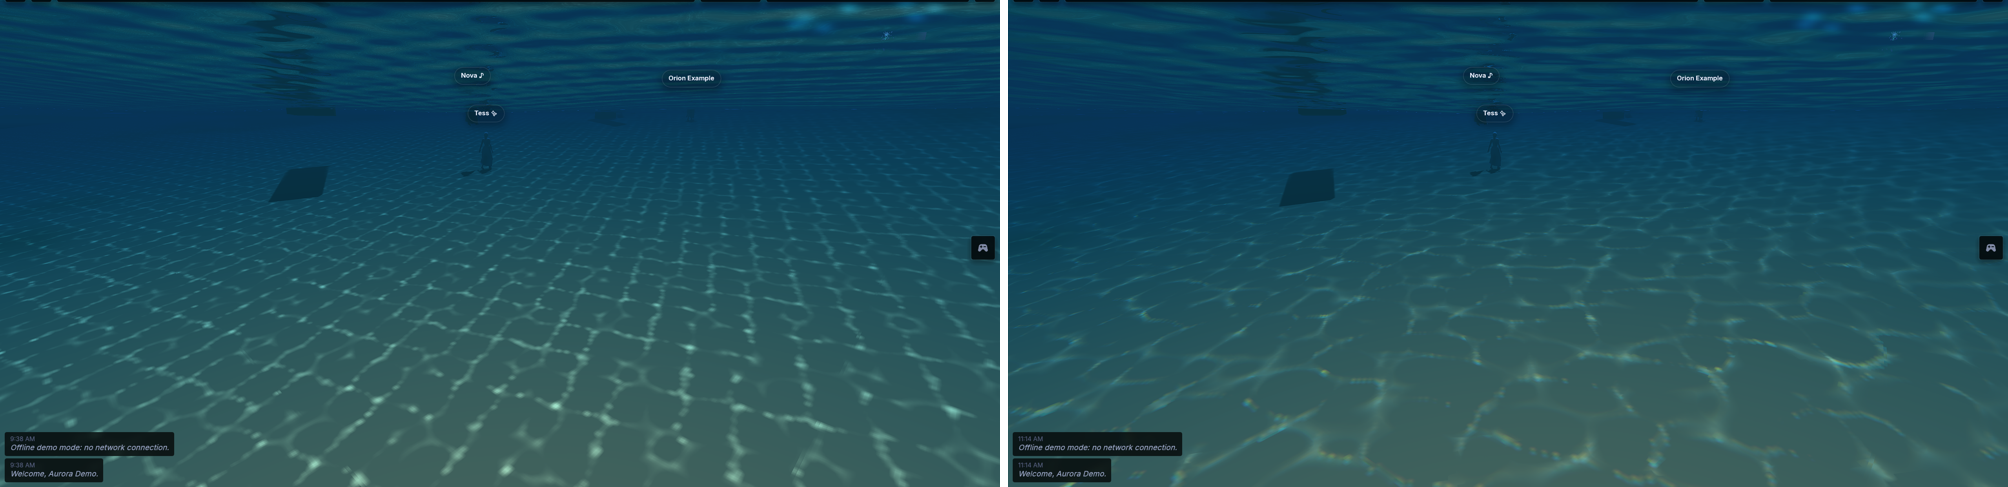 Nova ♪
Orion Example
Tess ✨
9:38 AM
Offline demo mode: no network connection.
9:38 AM
Welcome, Aurora Demo.
Nova ♪
Orion Example
Tess ✨
11:14 AM
Offline demo mode: no network connection.
11:14 AM
Welcome, Aurora Demo.